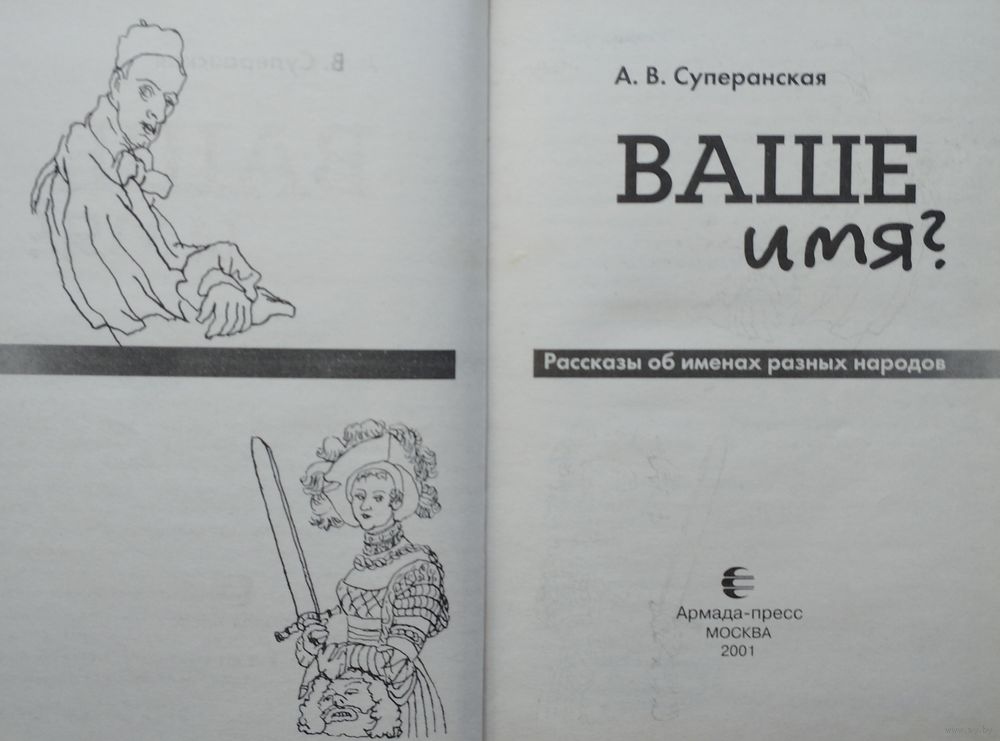 А. В. Суперанская
ВАШЕ
имя?
Рассказы об именах разных народов
Армада-пресс
МОСКВА
2001